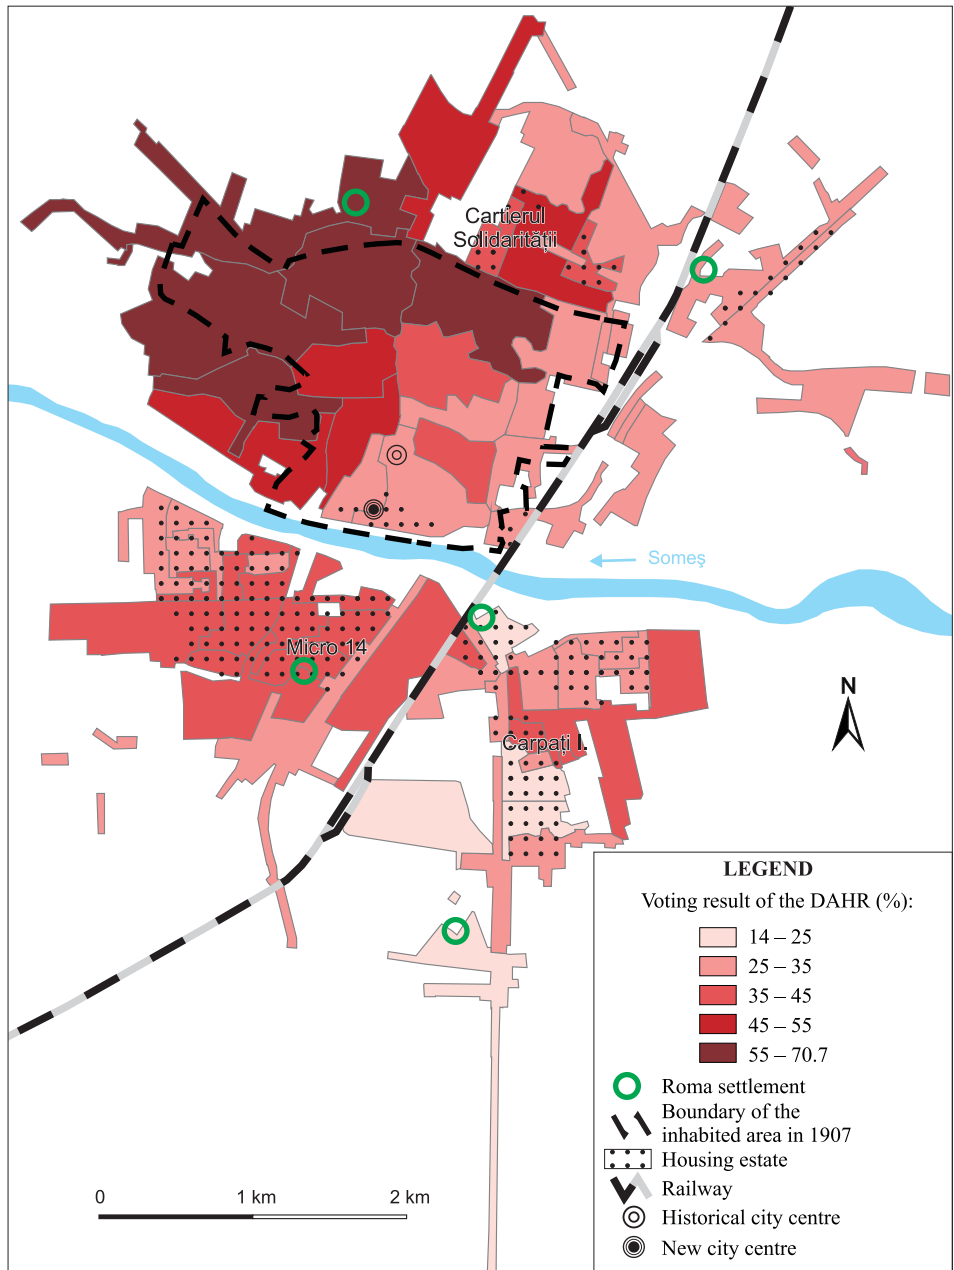 Cartierul
Solidarității
Someş
Micro 14
N
Carpați I.
LEGEND
Voting result of the DAHR (%):
14 – 25
25 – 35
35 – 45
45 – 55
55 – 70.7
Roma settlement
Boundary of the
inhabited area in 1907
Housing estate
Railway
Historical city centre
New city centre
0 1 km 2 km